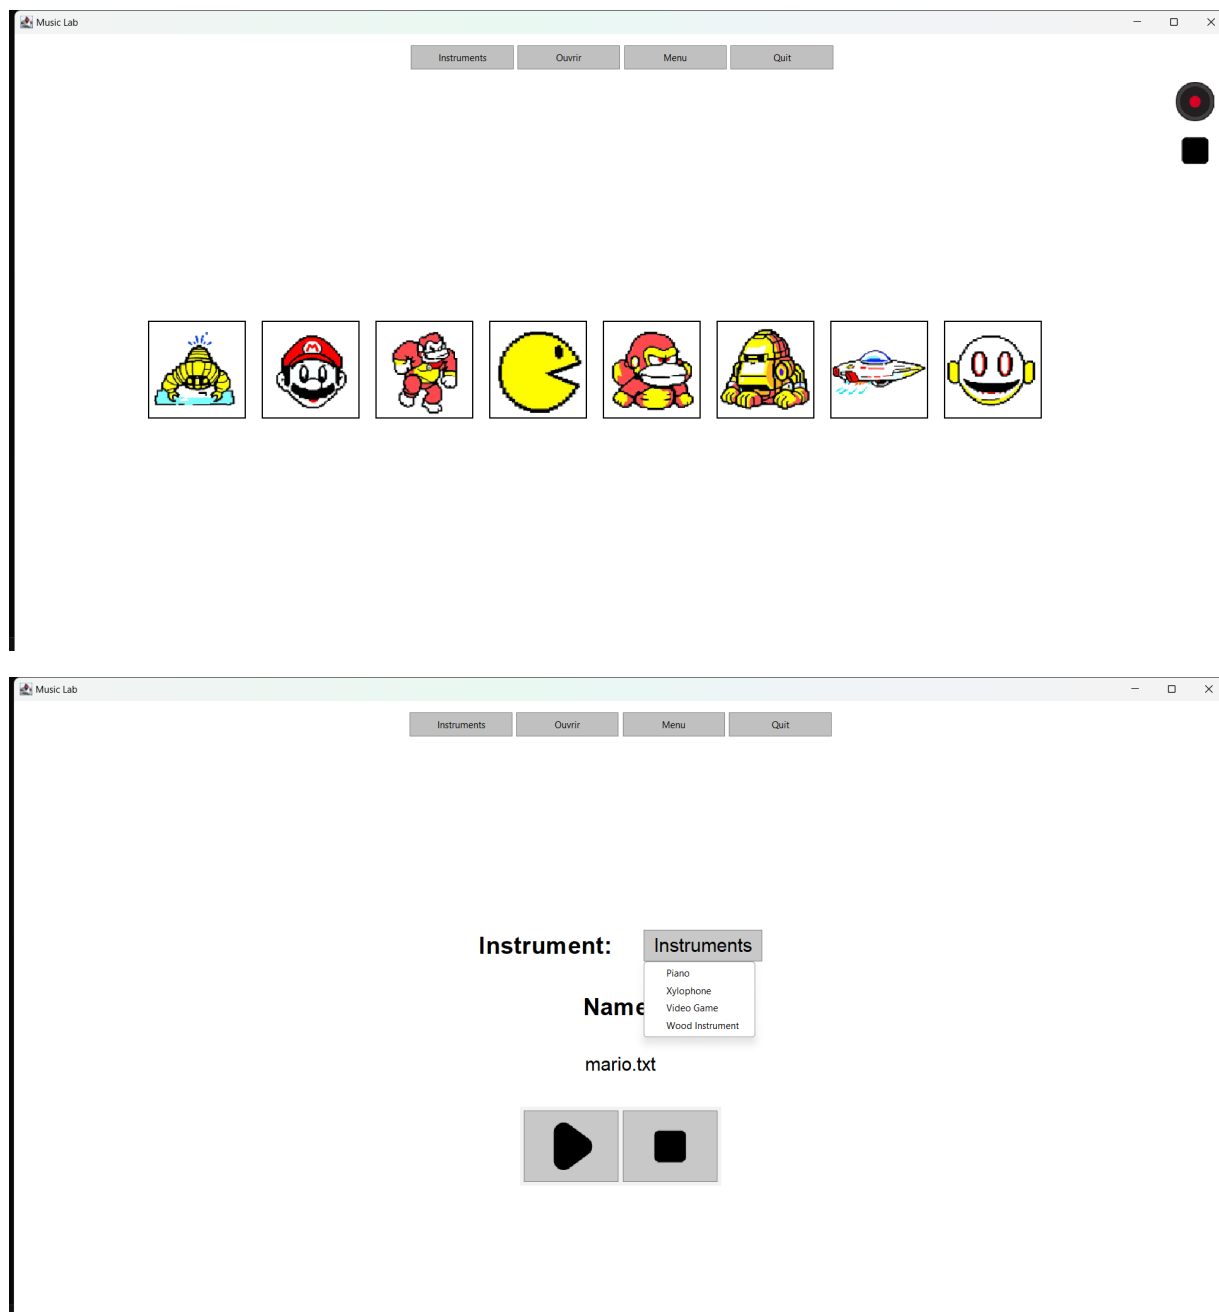 Music Lab
Instruments Ouvrir Menu Quit
M
Music Lab
Instruments Ouvrir Menu Quit
Instrument: Instruments
Piano
Xylophone
Name
Video Game
Wood Instrument
mario.txt